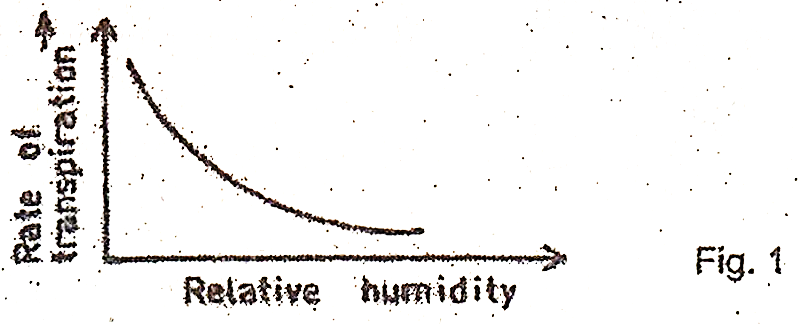 Rate of
transpiration
Relative humidity
Fig. 1